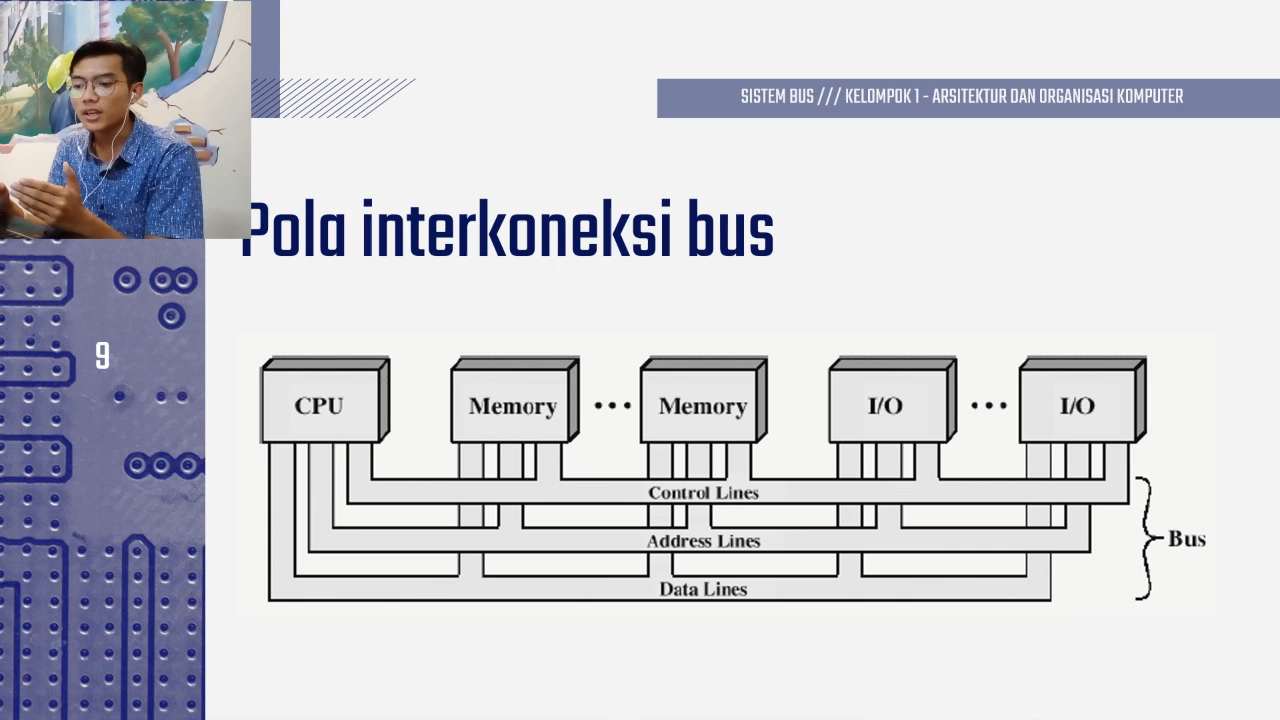 SISTEM BUS /// KELOMPOK 1 - ARSITEKTUR DAN ORGANISASI KOMPUTER
Pola interkoneksi bus
9
CPU
Memory
• • •
Memory
I/O
• • •
I/O
Control Lines
Address Lines
Data Lines
Bus